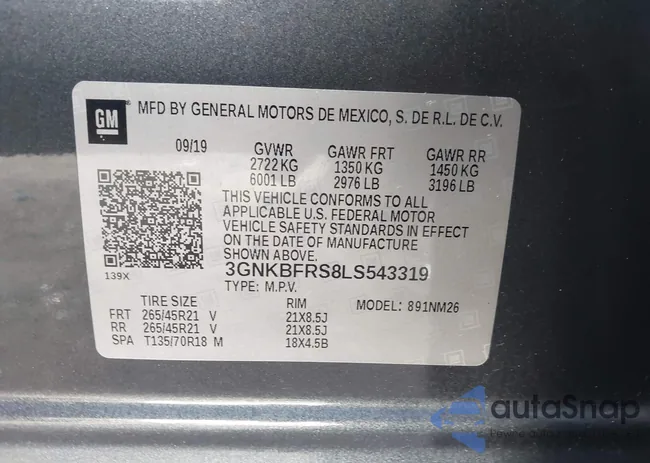 GM
MFD BY GENERAL MOTORS DE MEXICO, S. DE R.L. DE C.V.
09/19 GVWR GAWR FRT GAWR RR
2722 KG 1350 KG 1450 KG
6001 LB 2976 LB 3196 LB
THIS VEHICLE CONFORMS TO ALL
APPLICABLE U.S. FEDERAL MOTOR
VEHICLE SAFETY STANDARDS IN EFFECT
ON THE DATE OF MANUFACTURE
SHOWN ABOVE.
139X 3GNKBFRS8LS543319
TYPE: M.P.V.
TIRE SIZE RIM MODEL: 891NM26
FRT 265/45R21 V 21X8.5J
RR 265/45R21 V 21X8.5J
SPA T135/70R18 M 18X4.5B
autoSnap